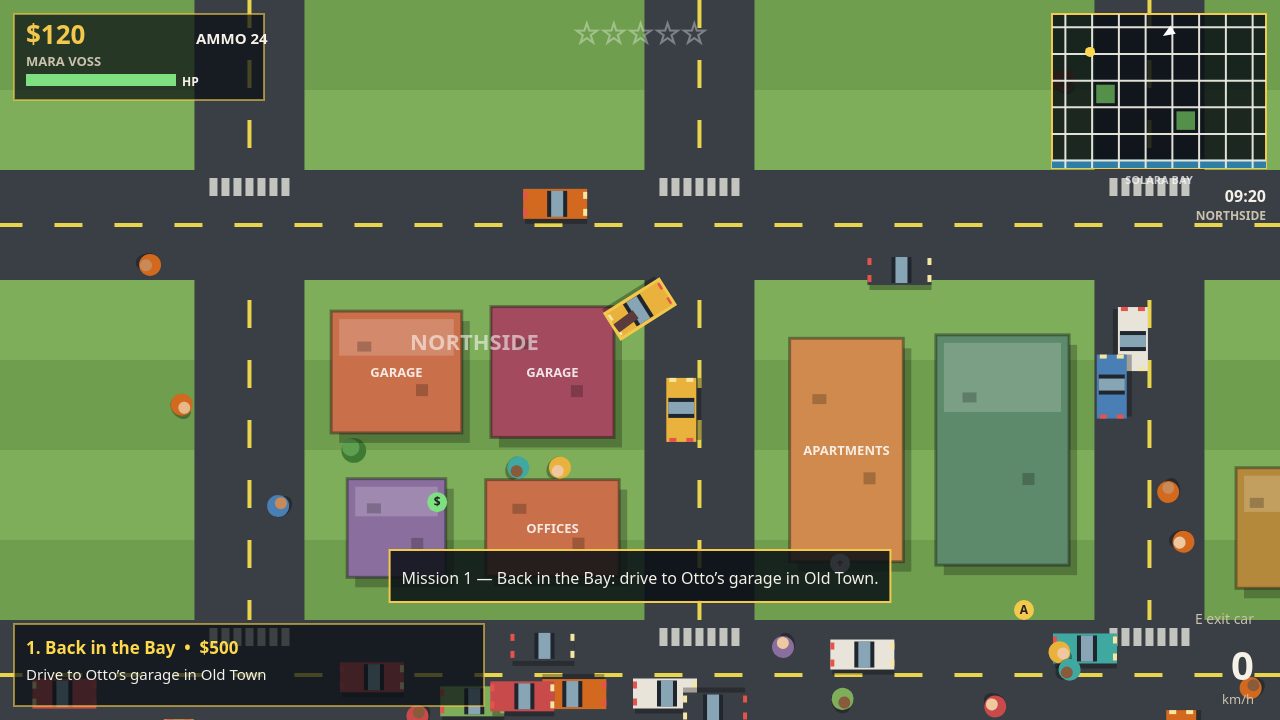 $120
AMMO 24
MARA VOSS
HP
SOLARA BAY
09:20
NORTHSIDE
NORTHSIDE
GARAGE
GARAGE
APARTMENTS
$
OFFICES
+
Mission 1 — Back in the Bay: drive to Otto’s garage in Old Town.
A
E exit car
1. Back in the Bay • $500
Drive to Otto’s garage in Old Town
0
km/h